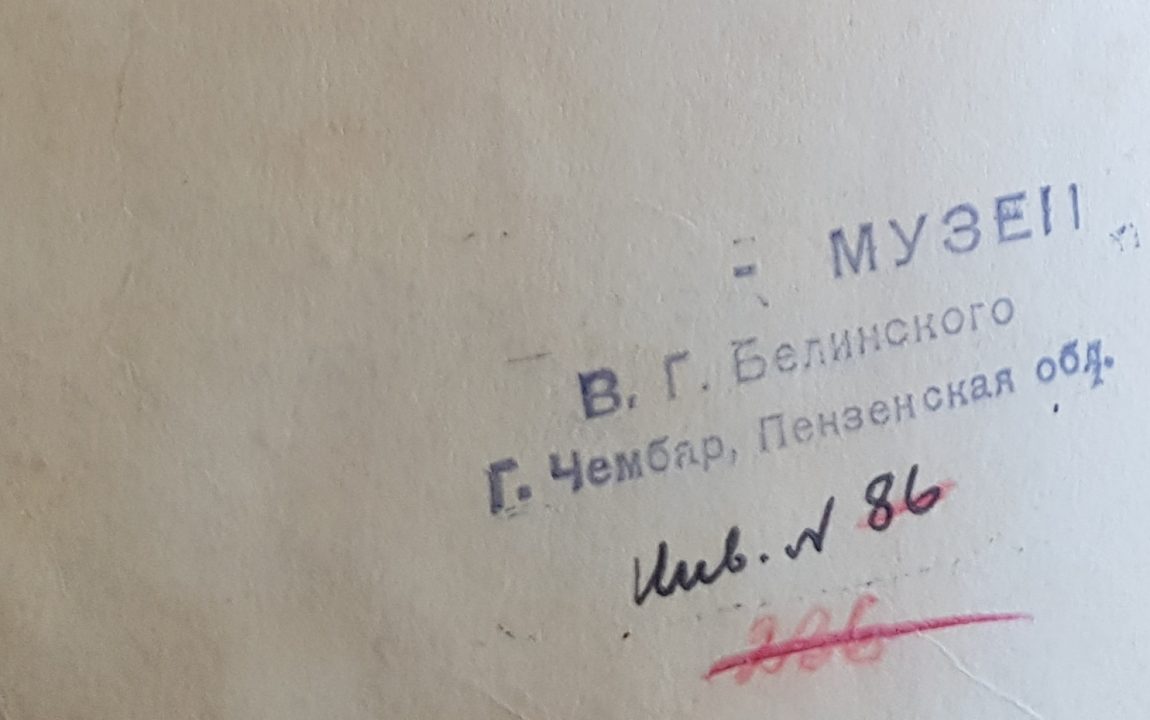 МУЗЕЙ
В. Г. Белинского
Г. Чембар, Пензенская обл.
Инв. № 86